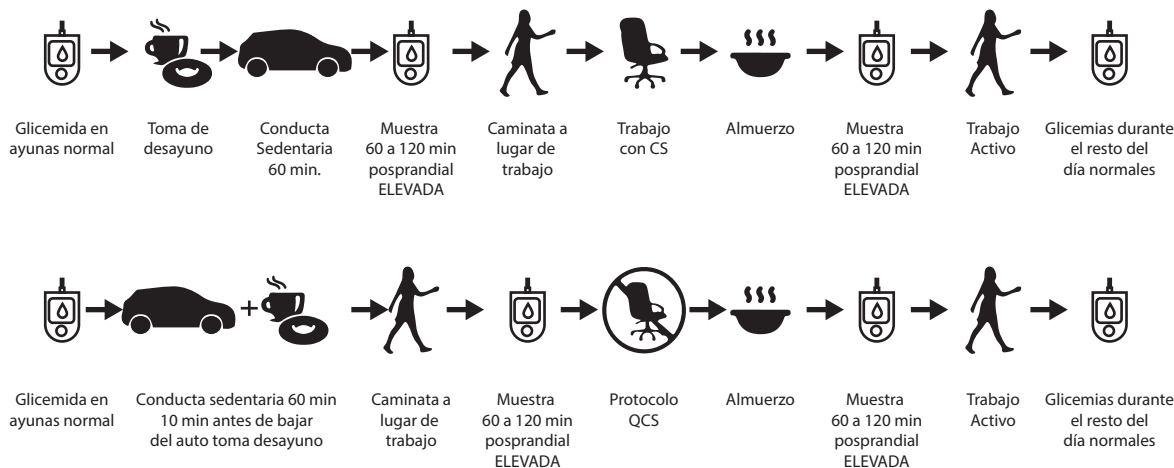 Glicemida en
ayunas normal
Toma de
desayuno
Conducta
Sedentaria
60 min.
Muestra
60 a 120 min
posprandial
ELEVADA
Caminata a
lugar de
trabajo
Trabajo
con CS
Almuerzo
Muestra
60 a 120 min
posprandial
ELEVADA
Trabajo
Activo
Glicemias durante
el resto del
día normales
+
Glicemida en
ayunas normal
Conducta sedentaria 60 min
10 min antes de bajar
del auto toma desayuno
Caminata a
lugar de
trabajo
Muestra
60 a 120 min
posprandial
ELEVADA
Protocolo
QCS
Almuerzo
Muestra
60 a 120 min
posprandial
ELEVADA
Trabajo
Activo
Glicemias durante
el resto del
día normales